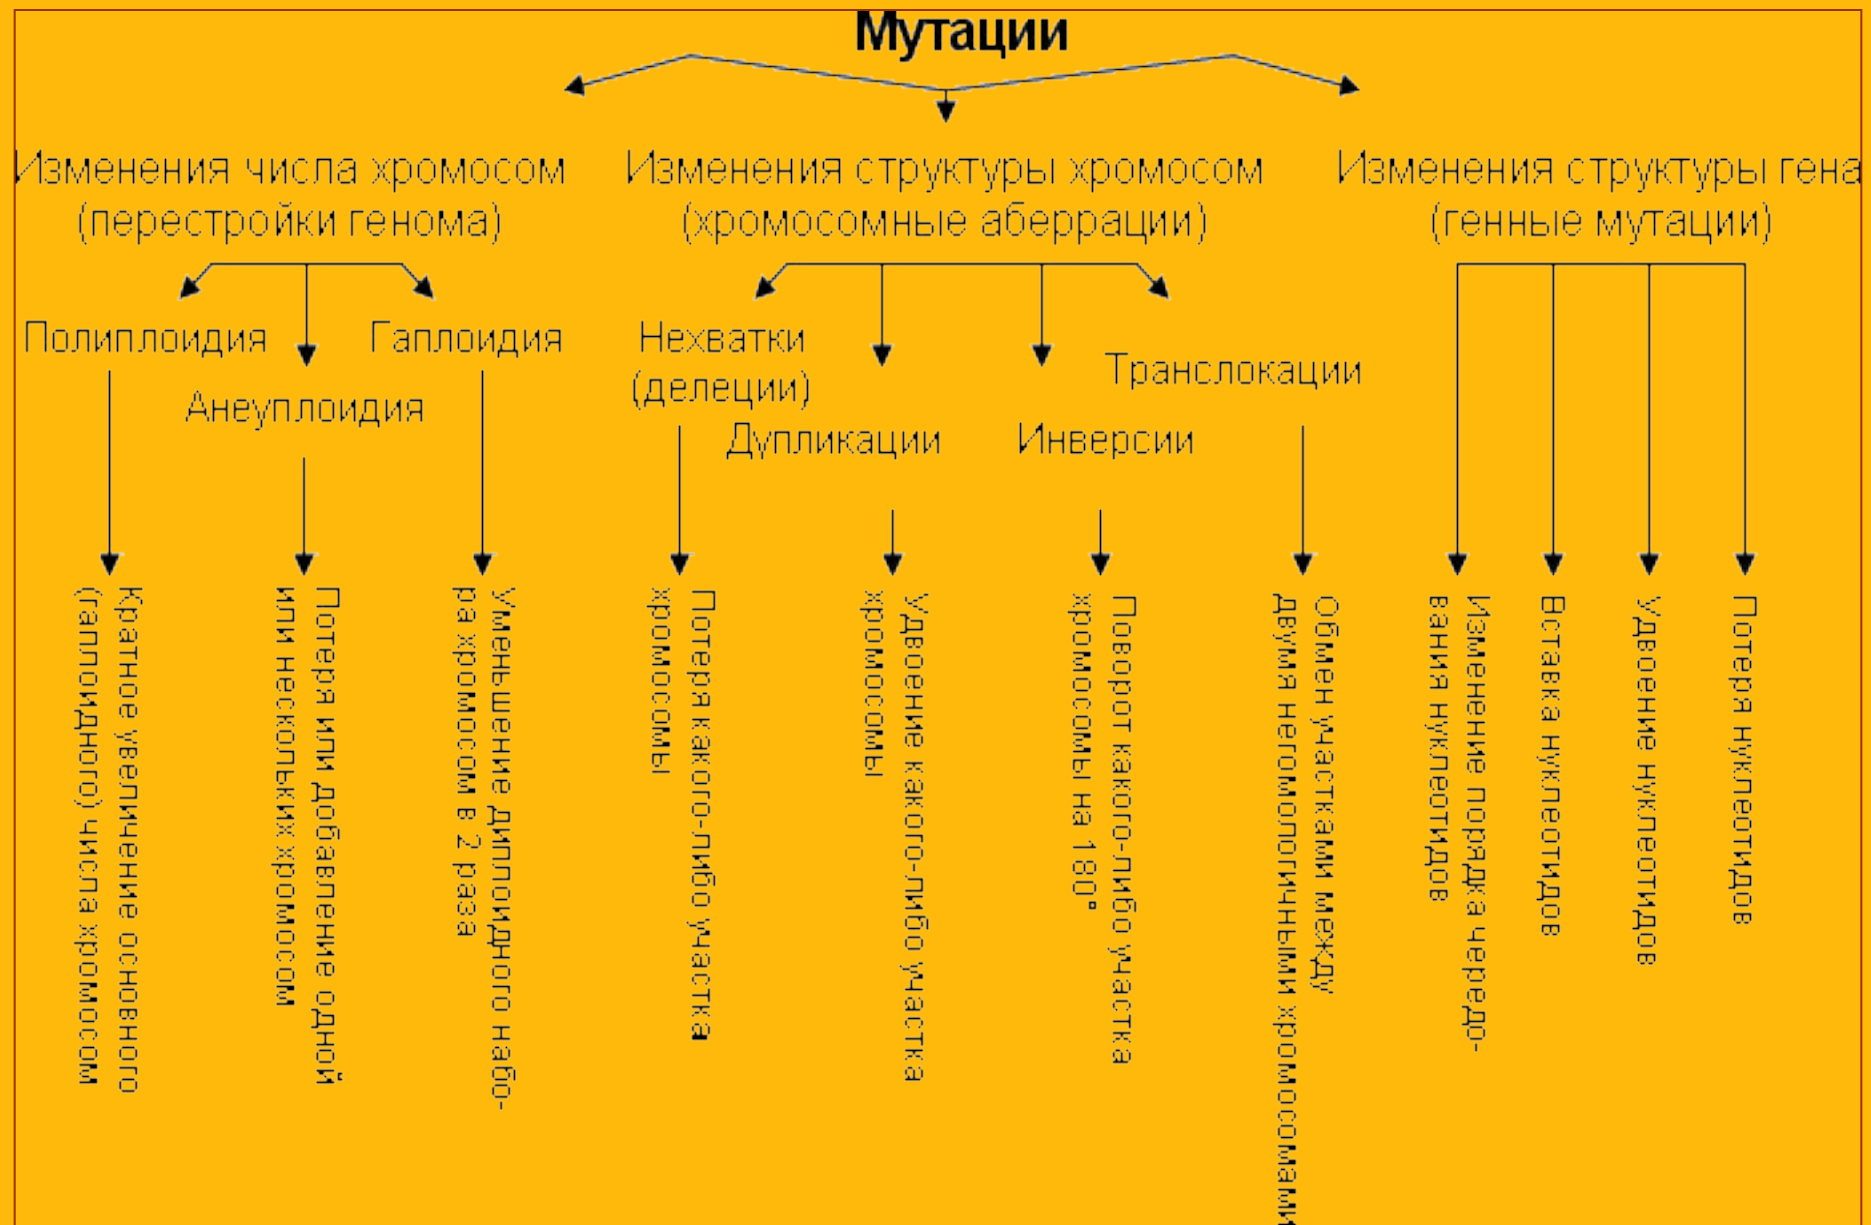 Мутации
Изменения числа хромосом
(перестройки генома)
Изменения структуры хромосом
(хромосомные аберрации)
Изменения структуры гена
(генные мутации)
Полиплоидия
Анеуплоидия
Гаплоидия
Нехватки
(делеции)
Дупликации
Инверсии
Транслокации
Кратное увеличение основного
(гаплоидного) числа хромосом
Потеря или добавление одной
или нескольких хромосом
Уменьшение диплоидного набо-
ра хромосом в 2 раза
Потеря какого-либо участка
хромосомы
Удвоение какого-либо участка
хромосомы
Поворот какого-либо участка
хромосомы на 180°
Обмен участками между
двумя негомологичными хромосомами
Изменение порядка чередо-
вания нуклеотидов
Вставка нуклеотидов
Удвоение нуклеотидов
Потеря нуклеотидов